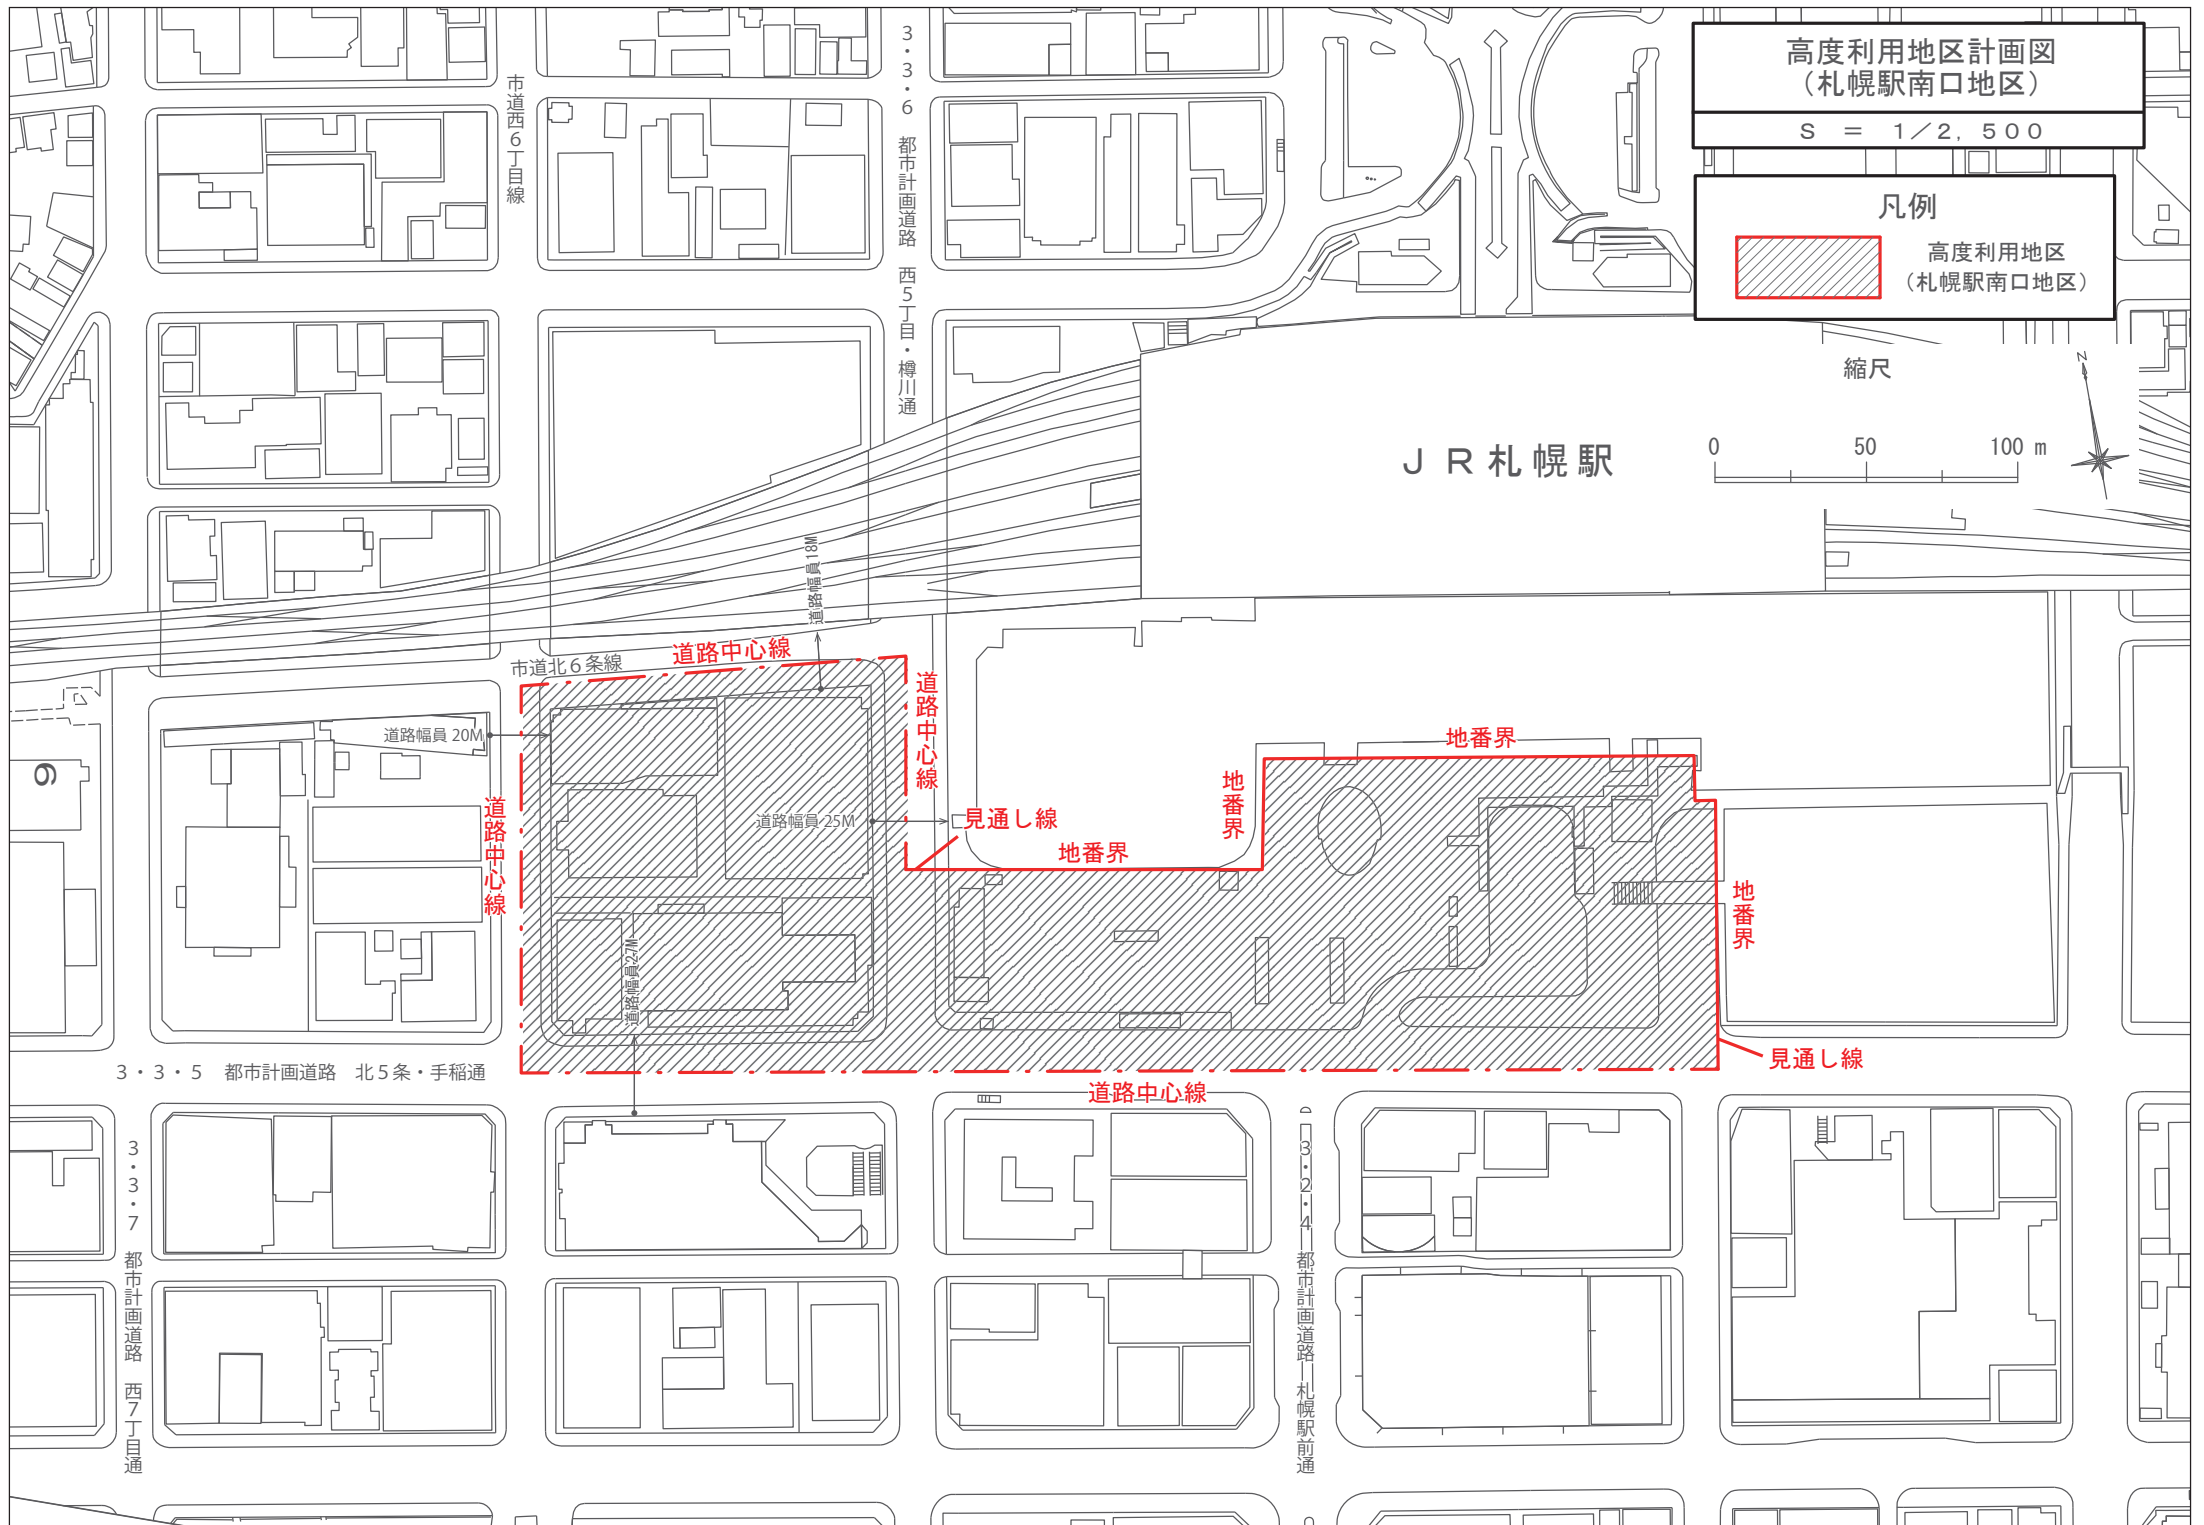 高度利用地区計画図
（札幌駅南口地区）
S ＝ 1／2,500
凡例
高度利用地区
（札幌駅南口地区）
縮尺
0 50 100 m
N
ＪＲ札幌駅
市道西６丁目線
３・３・６　都市計画道路　西５丁目・樽川通
道路幅員18M
市道北６条線
道路中心線
道路中心線
道路幅員 20M
道路中心線
道路幅員 25M
見通し線
地番界
地番界
地番界
地番界
道路幅員27M
見通し線
道路中心線
３・３・５　都市計画道路　北５条・手稲通
３・３・７　都市計画道路　西７丁目通
３・２・４　都市計画道路　札幌駅前通
6